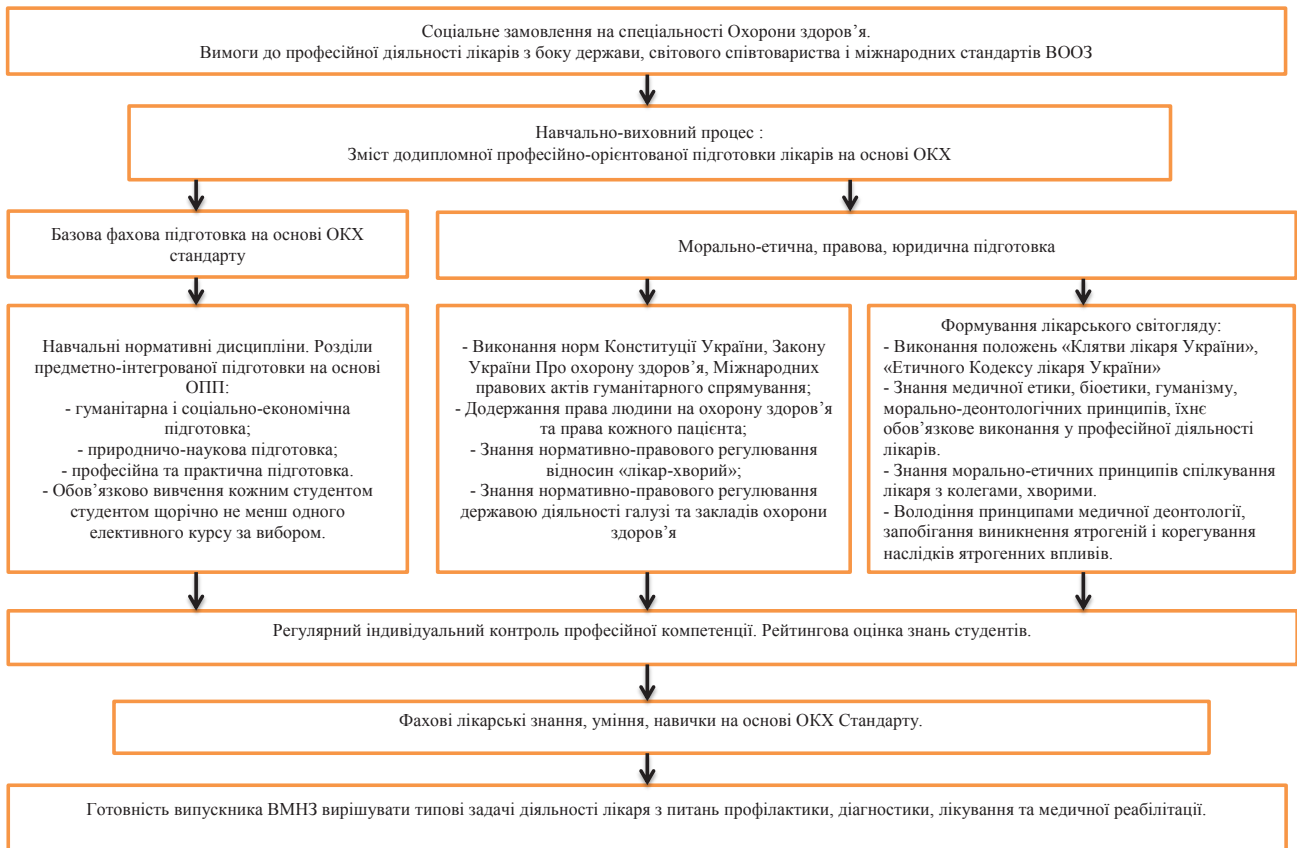 Соціальне замовлення на спеціальності Охорони здоров’я.
Вимоги до професійної діяльності лікарів з боку держави, світового співтовариства і міжнародних стандартів ВООЗ
Навчально-виховний процес :
Зміст додипломної професійно-орієнтованої підготовки лікарів на основі ОКХ
Базова фахова підготовка на основі ОКХ
стандарту
Морально-етична, правова, юридична підготовка
Навчальні нормативні дисципліни. Розділи
предметно-інтегрованої підготовки на основі
ОПП:
- гуманітарна і соціально-економічна
підготовка;
- природничо-наукова підготовка;
- професійна та практична підготовка.
- Обов’язково вивчення кожним студентом
студентом щорічно не менш одного
елективного курсу за вибором.
- Виконання норм Конституції України, Закону
України Про охорону здоров’я, Міжнародних
правових актів гуманітарного спрямування;
- Додержання права людини на охорону здоров’я
та права кожного пацієнта;
- Знання нормативно-правового регулювання
відносин «лікар-хворий»;
- Знання нормативно-правового регулювання
державою діяльності галузі та закладів охорони
здоров’я
Формування лікарського світогляду:
- Виконання положень «Клятви лікаря України»,
«Етичного Кодексу лікаря України»
- Знання медичної етики, біоетики, гуманізму,
морально-деонтологічних принципів, їхнє
обов’язкове виконання у професійної діяльності
лікарів.
- Знання морально-етичних принципів спілкування
лікаря з колегами, хворими.
- Володіння принципами медичної деонтології,
запобігання виникнення ятрогеній і корегування
наслідків ятрогенних впливів.
Регулярний індивідуальний контроль професійної компетенції. Рейтингова оцінка знань студентів.
Фахові лікарські знання, уміння, навички на основі ОКХ Стандарту.
Готовність випускника ВМНЗ вирішувати типові задачі діяльності лікаря з питань профілактики, діагностики, лікування та медичної реабілітації.